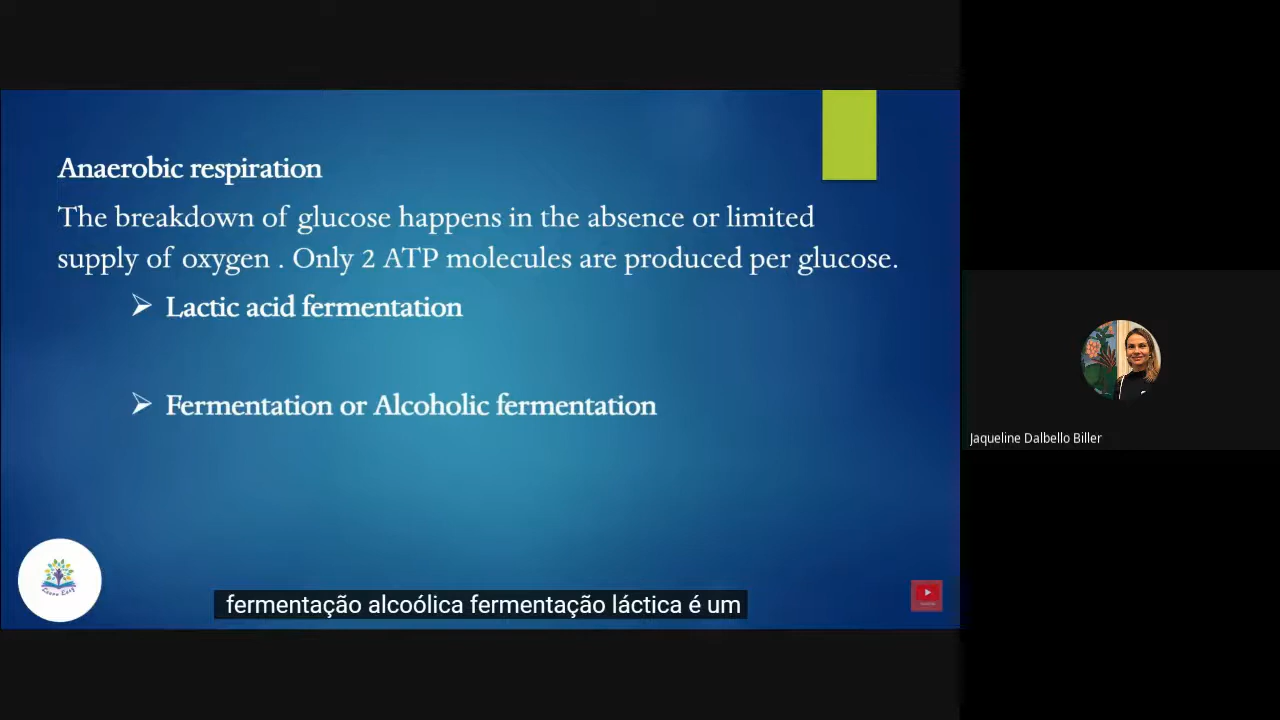 Anaerobic respiration
The breakdown of glucose happens in the absence or limited
supply of oxygen . Only 2 ATP molecules are produced per glucose.
➢ Lactic acid fermentation
➢ Fermentation or Alcoholic fermentation
Jaqueline Dalbello Biller
Learn Easy
fermentação alcoólica fermentação láctica é um